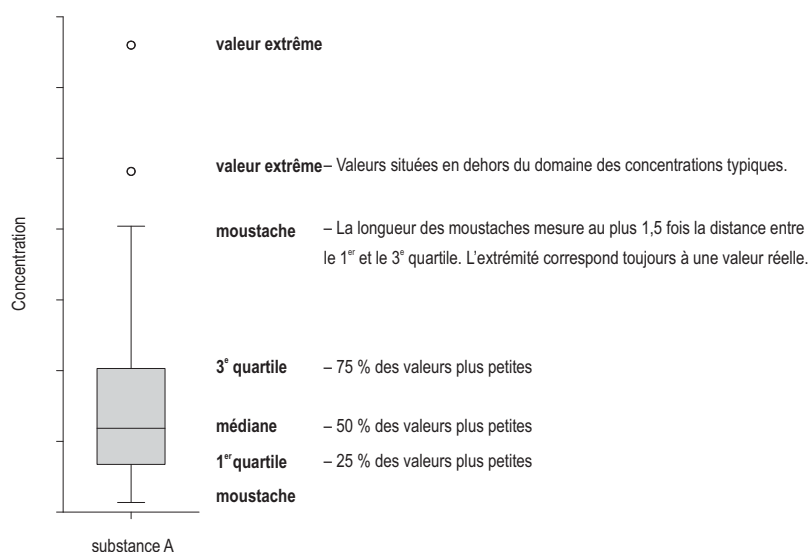 valeur extrême
valeur extrême – Valeurs situées en dehors du domaine des concentrations typiques.
moustache – La longueur des moustaches mesure au plus 1,5 fois la distance entre
le 1er et le 3e quartile. L'extrémité correspond toujours à une valeur réelle.
Concentration
3e quartile – 75 % des valeurs plus petites
médiane – 50 % des valeurs plus petites
1er quartile – 25 % des valeurs plus petites
moustache
substance A